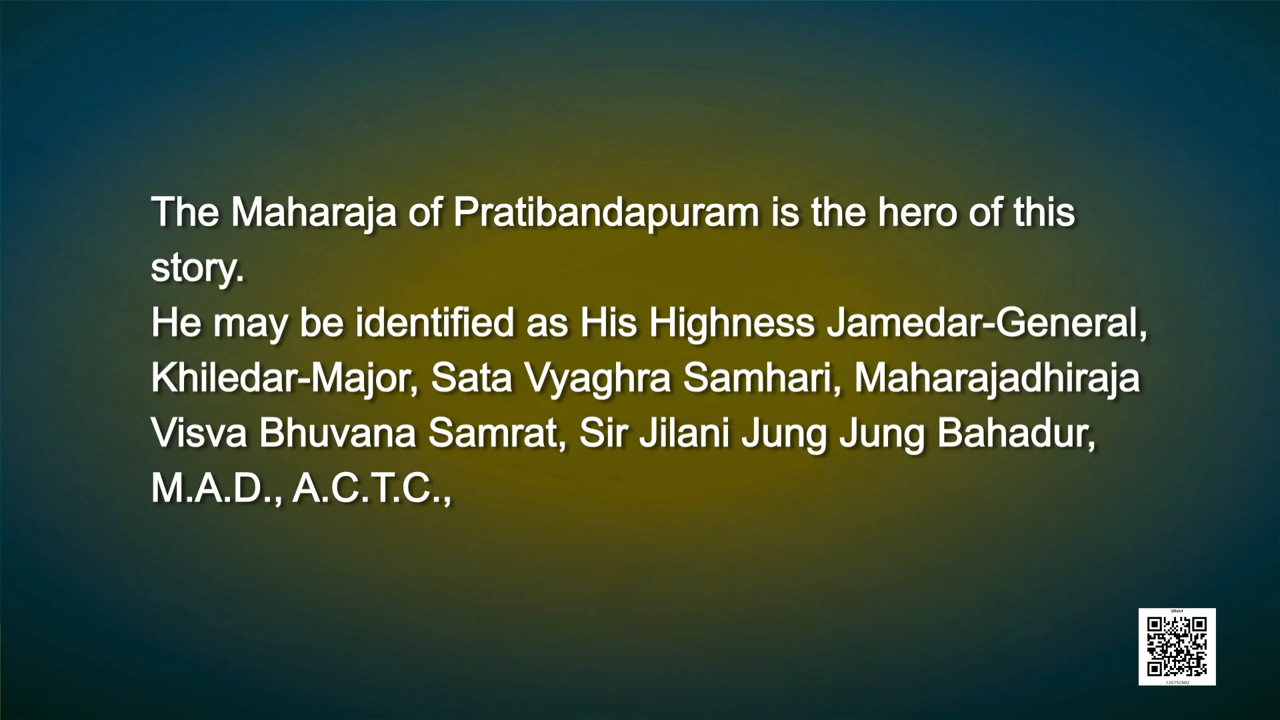 The Maharaja of Pratibandapuram is the hero of this
story.
He may be identified as His Highness Jamedar-General,
Khiledar-Major, Sata Vyaghra Samhari, Maharajadhiraja
Visva Bhuvana Samrat, Sir Jilani Jung Jung Bahadur,
M.A.D., A.C.T.C.,